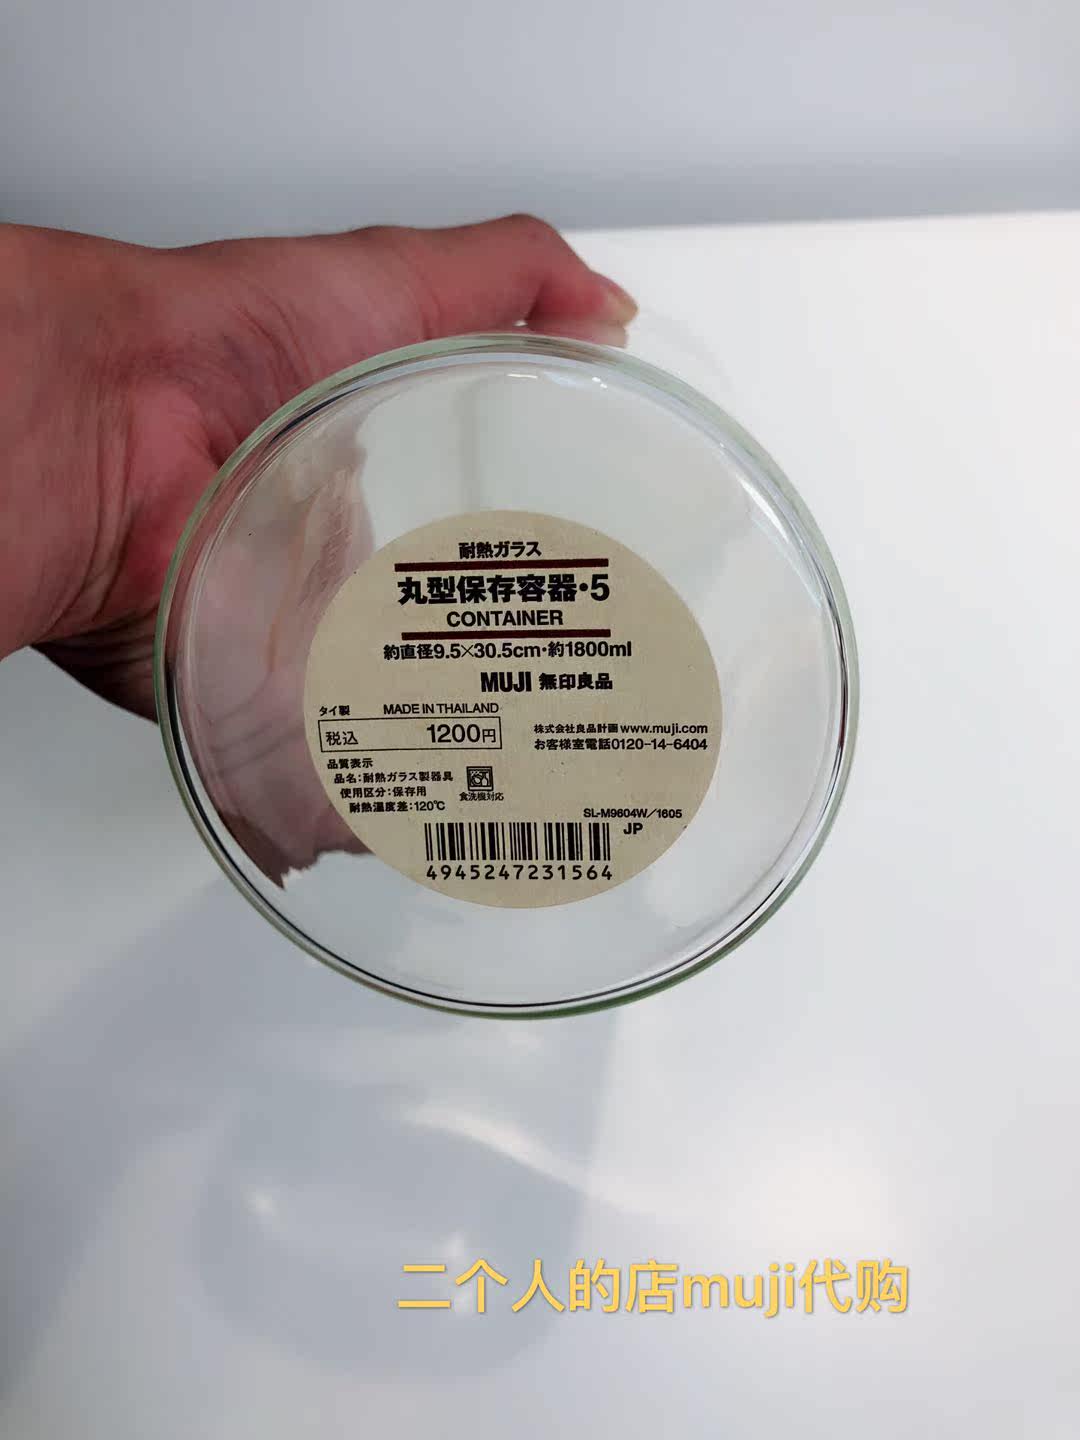 耐熱ガラス
丸型保存容器・5
CONTAINER
約直径9.5×30.5cm・約1800ml
MUJI 無印良品
タイ製 MADE IN THAILAND
税込 1200円
株式会社良品計画 www.muji.com
お客様室電話0120-14-6404
品質表示
品名:耐熱ガラス製器具
使用区分:保存用
耐熱温度差:120℃
食洗機対応
SL-M9604W/1605
JP
4945247231564
二个人的店muji代购